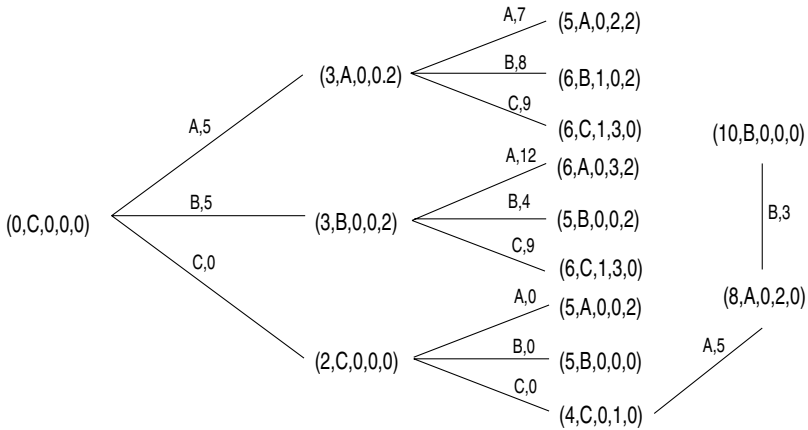 A,7
(5,A,0,2,2)
(3,A,0,0.2)
B,8
(6,B,1,0,2)
C,9
(6,C,1,3,0)
A,5
(10,B,0,0,0)
A,12
(6,A,0,3,2)
(0,C,0,0,0)
B,5
(3,B,0,0,2)
B,4
(5,B,0,0,2)
B,3
C,9
(6,C,1,3,0)
C,0
A,0
(5,A,0,0,2)
(8,A,0,2,0)
(2,C,0,0,0)
B,0
(5,B,0,0,0)
A,5
C,0
(4,C,0,1,0)